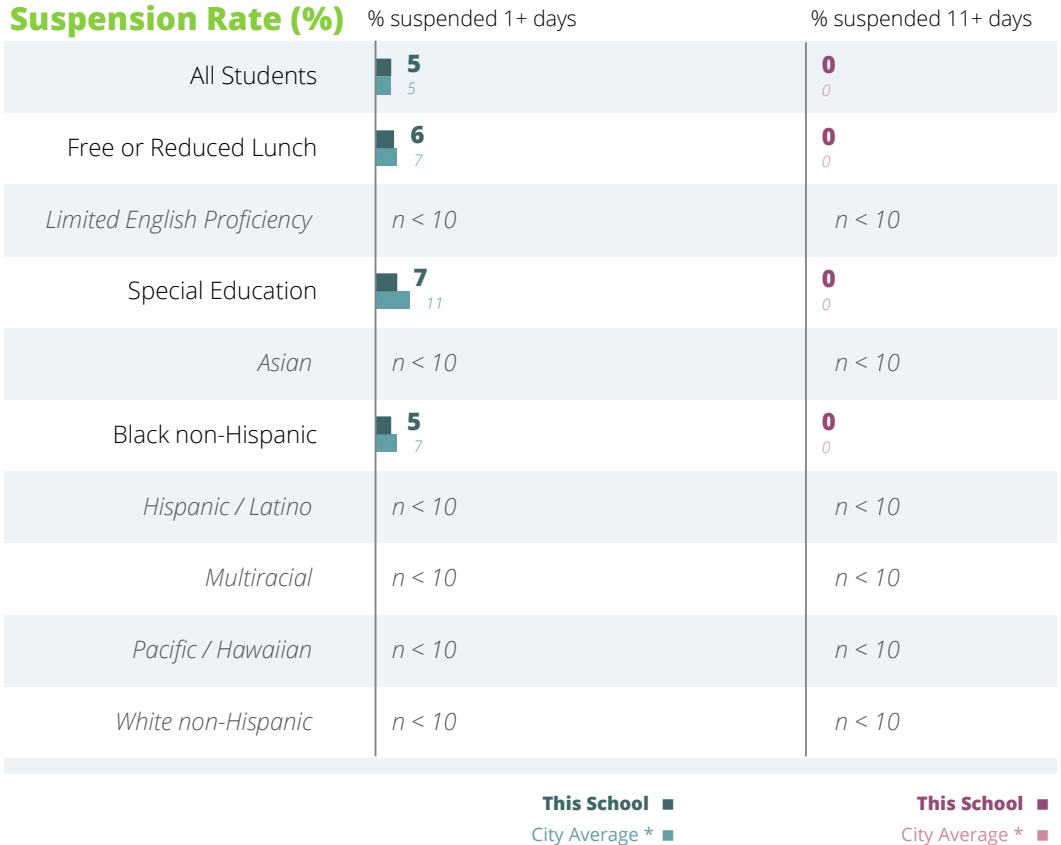 Suspension Rate (%) % suspended 1+ days % suspended 11+ days
All Students 5 0
5 0
Free or Reduced Lunch 6 0
7 0
Limited English Proficiency n < 10 n < 10
Special Education 7 0
11 0
Asian n < 10 n < 10
Black non-Hispanic 5 0
7 0
Hispanic / Latino n < 10 n < 10
Multiracial n < 10 n < 10
Pacific / Hawaiian n < 10 n < 10
White non-Hispanic n < 10 n < 10
This School This School
City Average * City Average *